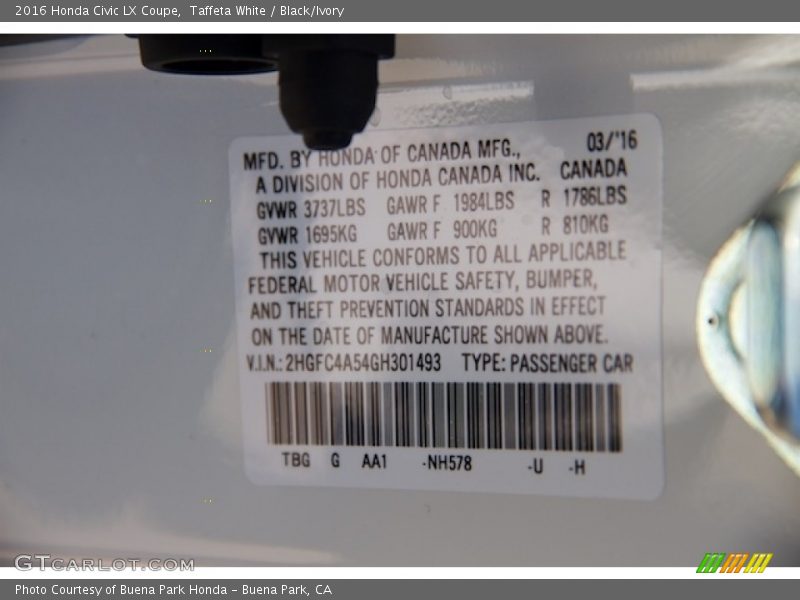 2016 Honda Civic LX Coupe,  Taffeta White / Black/Ivory
03/'16
MFD. BY HONDA OF CANADA MFG.,
A DIVISION OF HONDA CANADA INC. CANADA
GVWR 3737LBS GAWR F 1984LBS R 1786LBS
GVWR 1695KG GAWR F 900KG R 810KG
THIS VEHICLE CONFORMS TO ALL APPLICABLE
FEDERAL MOTOR VEHICLE SAFETY, BUMPER,
AND THEFT PREVENTION STANDARDS IN EFFECT
ON THE DATE OF MANUFACTURE SHOWN ABOVE.
V.I.N.: 2HGFC4A54GH301493 TYPE: PASSENGER CAR
TBG G AA1 -NH578 -U -H
GTCARLOT.COM
Photo Courtesy of Buena Park Honda - Buena Park, CA